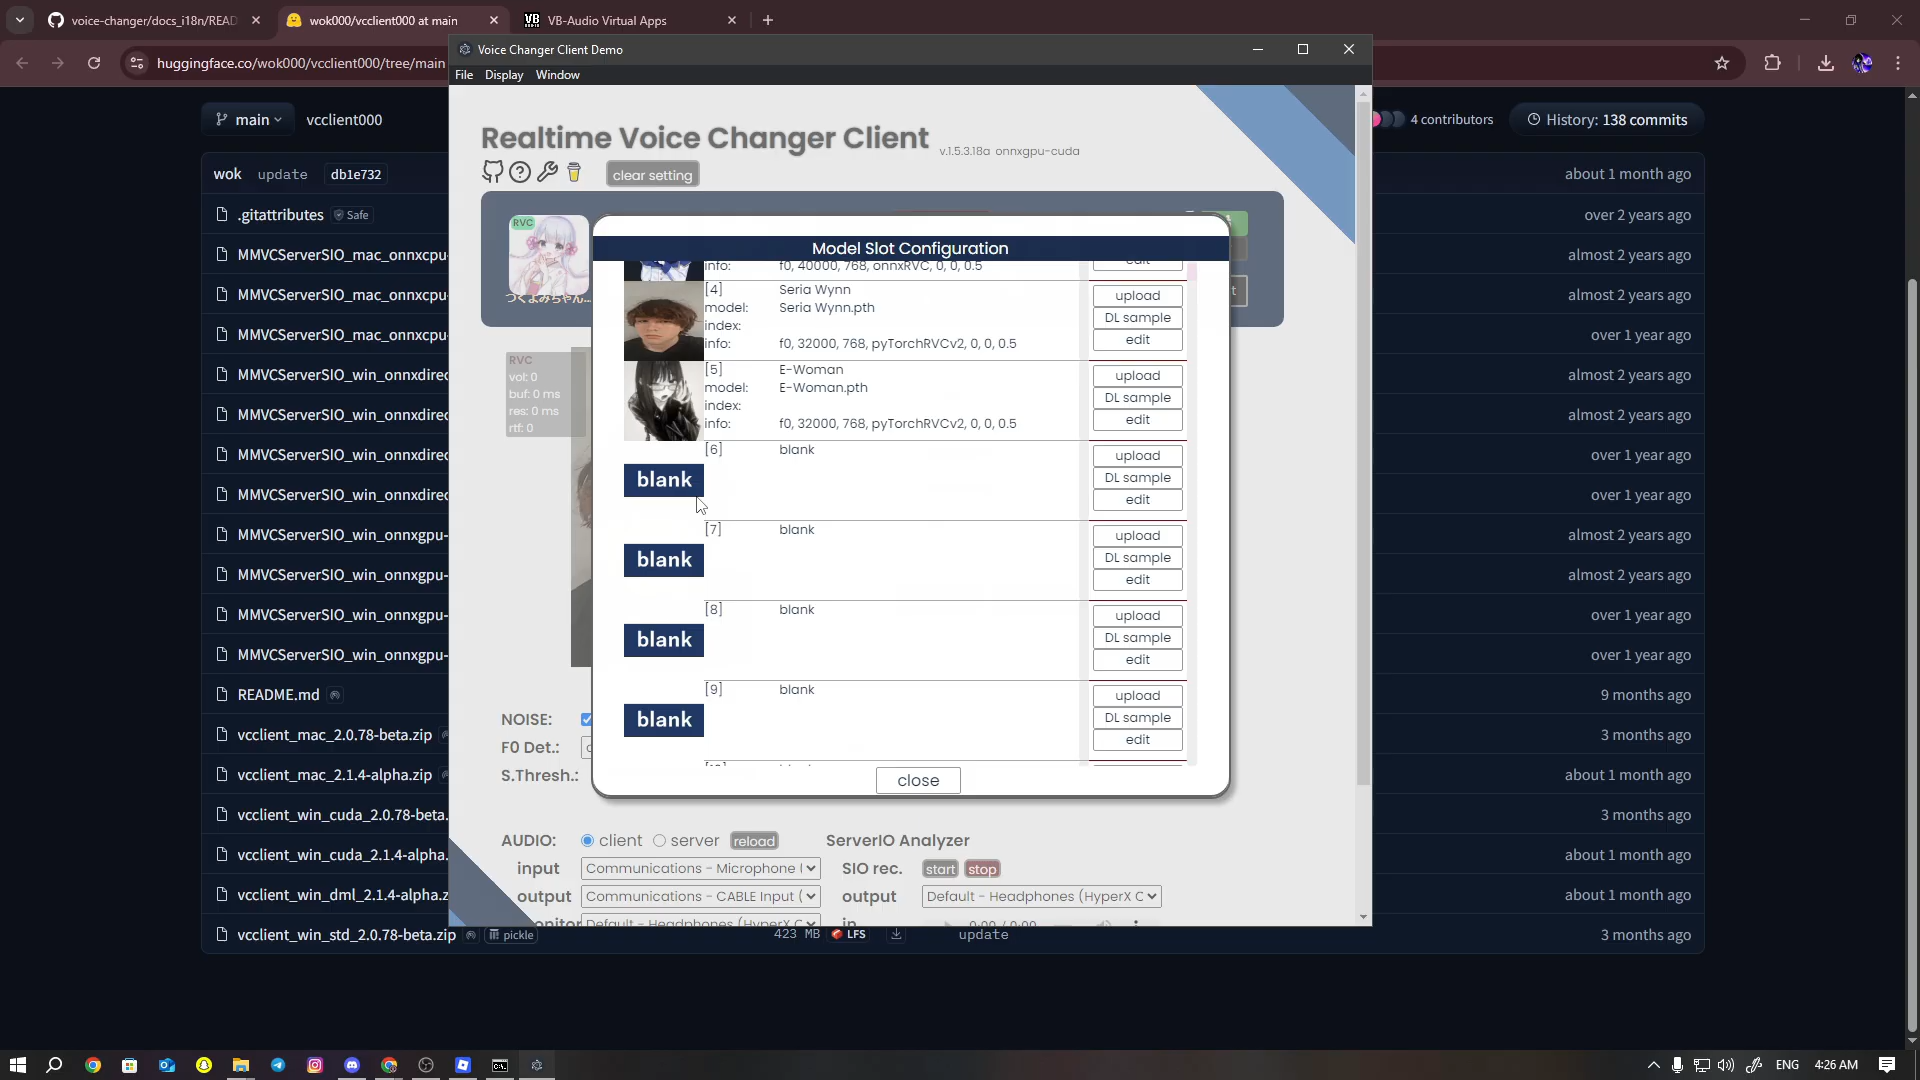 voice-changer/docs_i18n/READ
wok000/vcclient000 at main
VB-Audio Virtual Apps
huggingface.co/wok000/vcclient000/tree/main
Voice Changer Client Demo
File Display Window
main
vcclient000
4 contributors
History: 138 commits
wok update db1e732
about 1 month ago
.gitattributes Safe
over 2 years ago
MMVCServerSIO_mac_onnxcpu-
about 2 years ago
MMVCServerSIO_mac_onnxcpu-
almost 2 years ago
MMVCServerSIO_mac_onnxcpu-
over 1 year ago
MMVCServerSIO_win_onnxdirec
almost 2 years ago
MMVCServerSIO_win_onnxdirec
almost 2 years ago
MMVCServerSIO_win_onnxdirec
over 1 year ago
MMVCServerSIO_win_onnxdirec
over 1 year ago
MMVCServerSIO_win_onnxgpu-
almost 2 years ago
MMVCServerSIO_win_onnxgpu-
almost 2 years ago
MMVCServerSIO_win_onnxgpu-
over 1 year ago
MMVCServerSIO_win_onnxgpu-
over 1 year ago
README.md
9 months ago
vcclient_mac_2.0.78-beta.zip
3 months ago
vcclient_mac_2.1.4-alpha.zip
about 1 month ago
vcclient_win_cuda_2.0.78-beta.
3 months ago
vcclient_win_cuda_2.1.4-alpha.
about 1 month ago
vcclient_win_dml_2.1.4-alpha.z
about 1 month ago
vcclient_win_std_2.0.78-beta.zip pickle 423 MB LFS update
3 months ago
Realtime Voice Changer Client v.1.5.3.18a onnxgpu-cuda
clear setting
RVC
つくよみちゃん...
RVC
vol: 0
buf: 0 ms
res: 0 ms
rtf: 0
NOISE:
F0 Det.:
S.Thresh.:
Model Slot Configuration
info: f0, 40000, 768, onnxRVC, 0, 0, 0.5
edit
[4] Seria Wynn
model: Seria Wynn.pth
index:
info: f0, 32000, 768, pyTorchRVCv2, 0, 0, 0.5
upload
DL sample
edit
[5] E-Woman
model: E-Woman.pth
index:
info: f0, 32000, 768, pyTorchRVCv2, 0, 0, 0.5
upload
DL sample
edit
[6] blank
blank
upload
DL sample
edit
[7] blank
blank
upload
DL sample
edit
[8] blank
blank
upload
DL sample
edit
[9] blank
blank
upload
DL sample
edit
close
AUDIO: client server reload
input Communications - Microphone (
output Communications - CABLE Input (
monitor Default - Headphones (HyperX C
ServerIO Analyzer
SIO rec. start stop
output Default - Headphones (HyperX C
in 0:00 / 0:00
ENG 4:26 AM